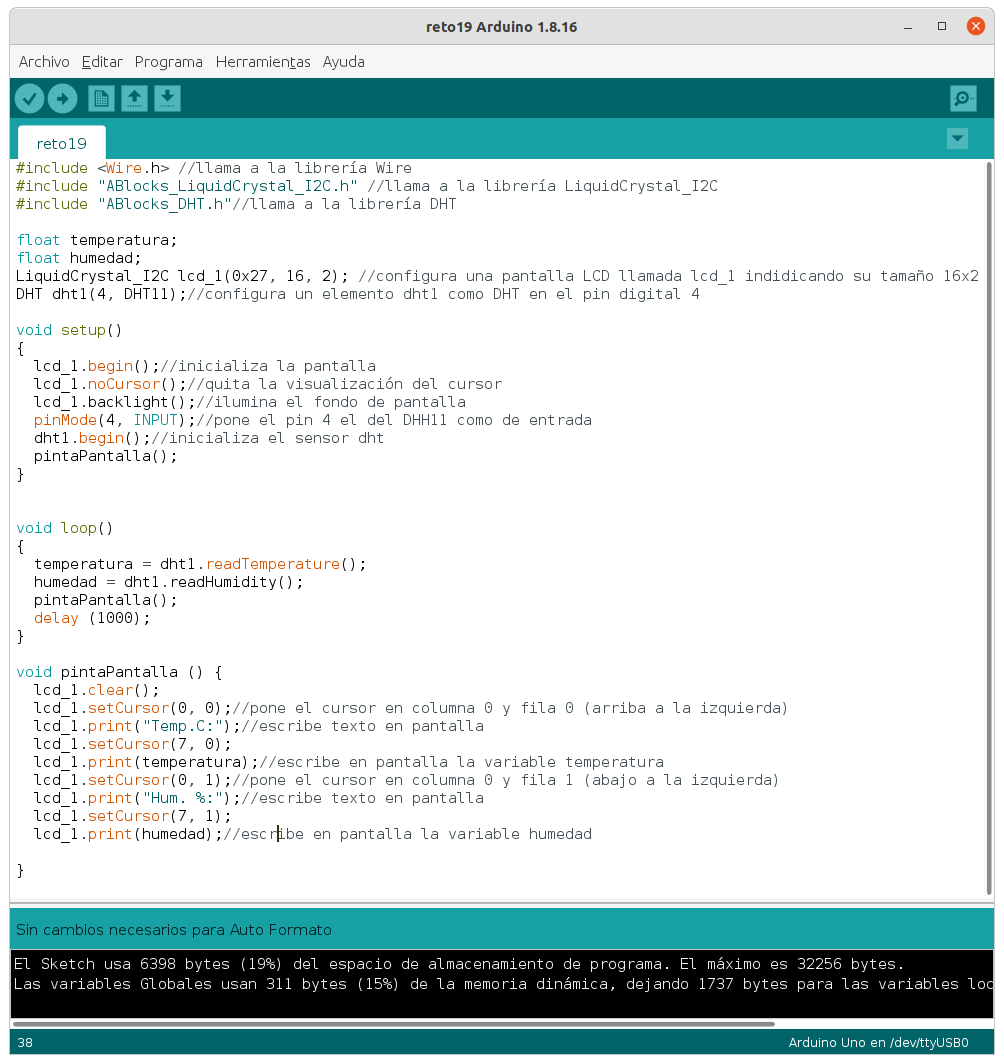 reto19 Arduino 1.8.16
Archivo Editar Programa Herramientas Ayuda
reto19
#include <Wire.h> //llama a la librería Wire
#include "ABlocks_LiquidCrystal_I2C.h" //llama a la librería LiquidCrystal_I2C
#include "ABlocks_DHT.h"//llama a la librería DHT
float temperatura;
float humedad;
LiquidCrystal_I2C lcd_1(0x27, 16, 2); //configura una pantalla LCD llamada lcd_1 indidicando su tamaño 16x2
DHT dht1(4, DHT11);//configura un elemento dht1 como DHT en el pin digital 4
void setup()
{
  lcd_1.begin();//inicializa la pantalla
  lcd_1.noCursor();//quita la visualización del cursor
  lcd_1.backlight();//ilumina el fondo de pantalla
  pinMode(4, INPUT);//pone el pin 4 el del DHH11 como de entrada
  dht1.begin();//inicializa el sensor dht
  pintaPantalla();
}
void loop()
{
  temperatura = dht1.readTemperature();
  humedad = dht1.readHumidity();
  pintaPantalla();
  delay (1000);
}
void pintaPantalla () {
  lcd_1.clear();
  lcd_1.setCursor(0, 0);//pone el cursor en columna 0 y fila 0 (arriba a la izquierda)
  lcd_1.print("Temp.C:");//escribe texto en pantalla
  lcd_1.setCursor(7, 0);
  lcd_1.print(temperatura);//escribe en pantalla la variable temperatura
  lcd_1.setCursor(0, 1);//pone el cursor en columna 0 y fila 1 (abajo a la izquierda)
  lcd_1.print("Hum. %:");//escribe texto en pantalla
  lcd_1.setCursor(7, 1);
  lcd_1.print(humedad);//escribe en pantalla la variable humedad
}
Sin cambios necesarios para Auto Formato
El Sketch usa 6398 bytes (19%) del espacio de almacenamiento de programa. El máximo es 32256 bytes.
Las variables Globales usan 311 bytes (15%) de la memoria dinámica, dejando 1737 bytes para las variables loc
38
Arduino Uno en /dev/ttyUSB0